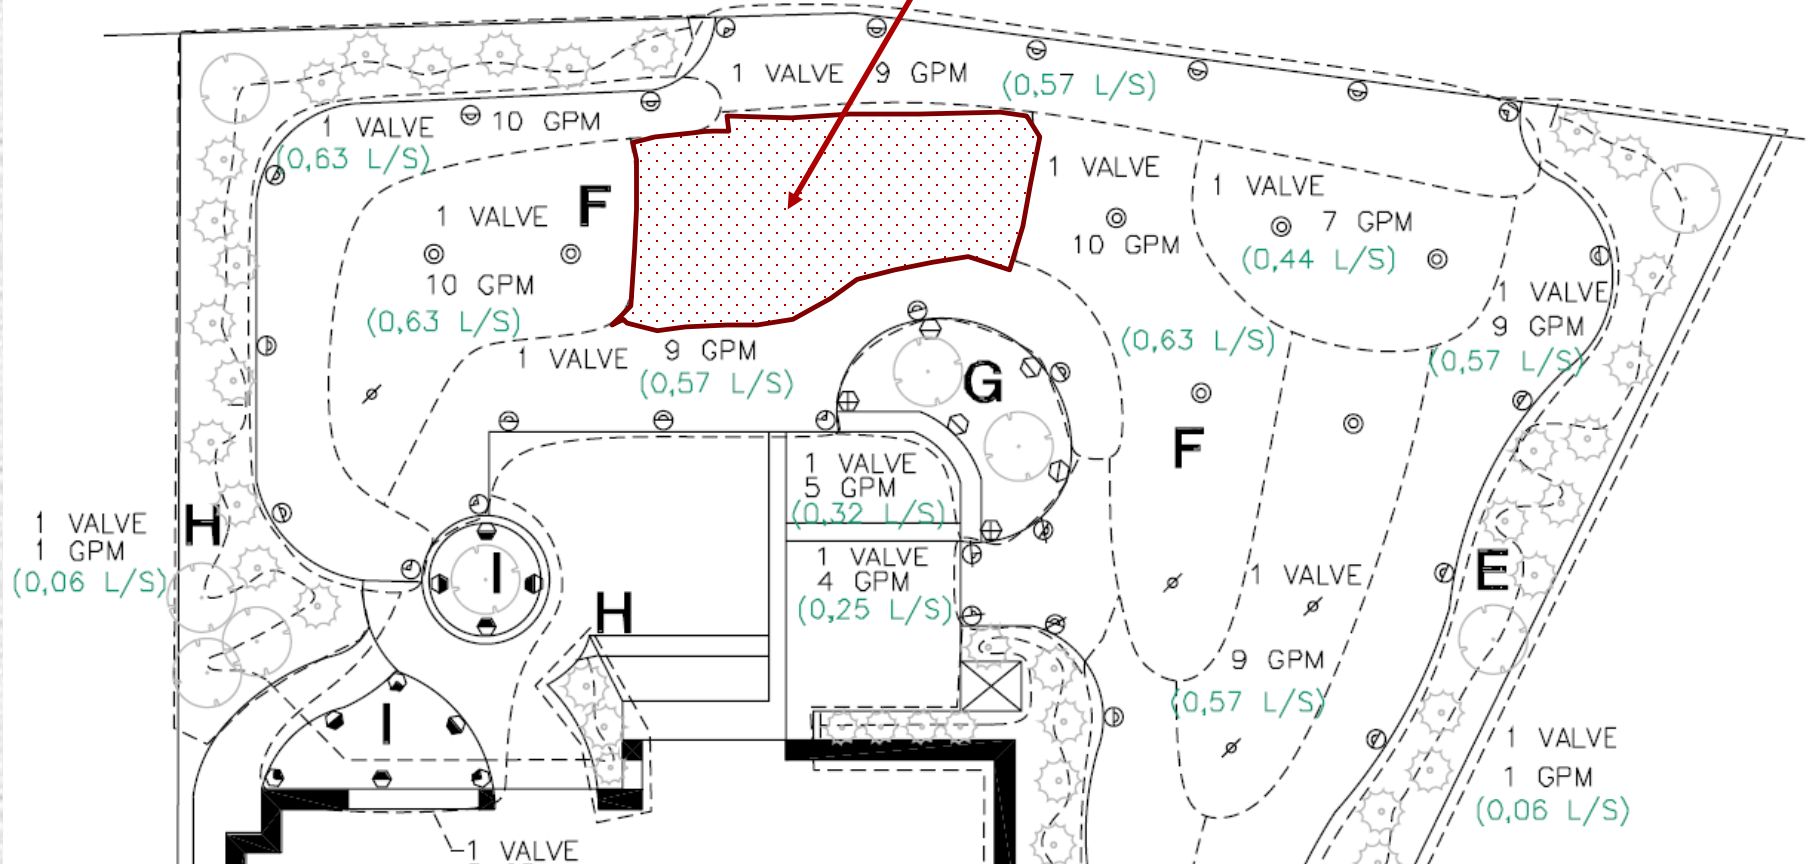 1 VALVE 9 GPM
(0,57 L/S)
1 VALVE
10 GPM
(0,63 L/S)
1 VALVE
F
10 GPM
(0,63 L/S)
1 VALVE
10 GPM
(0,63 L/S)
1 VALVE
7 GPM
(0,44 L/S)
1 VALVE
9 GPM
(0,57 L/S)
1 VALVE
9 GPM
(0,57 L/S)
G
F
1 VALVE
5 GPM
(0,32 L/S)
1 VALVE
4 GPM
(0,25 L/S)
H
1 VALVE
1 GPM
(0,06 L/S)
I
H
I
1 VALVE
9 GPM
(0,57 L/S)
E
1 VALVE
1 GPM
(0,06 L/S)
1 VALVE